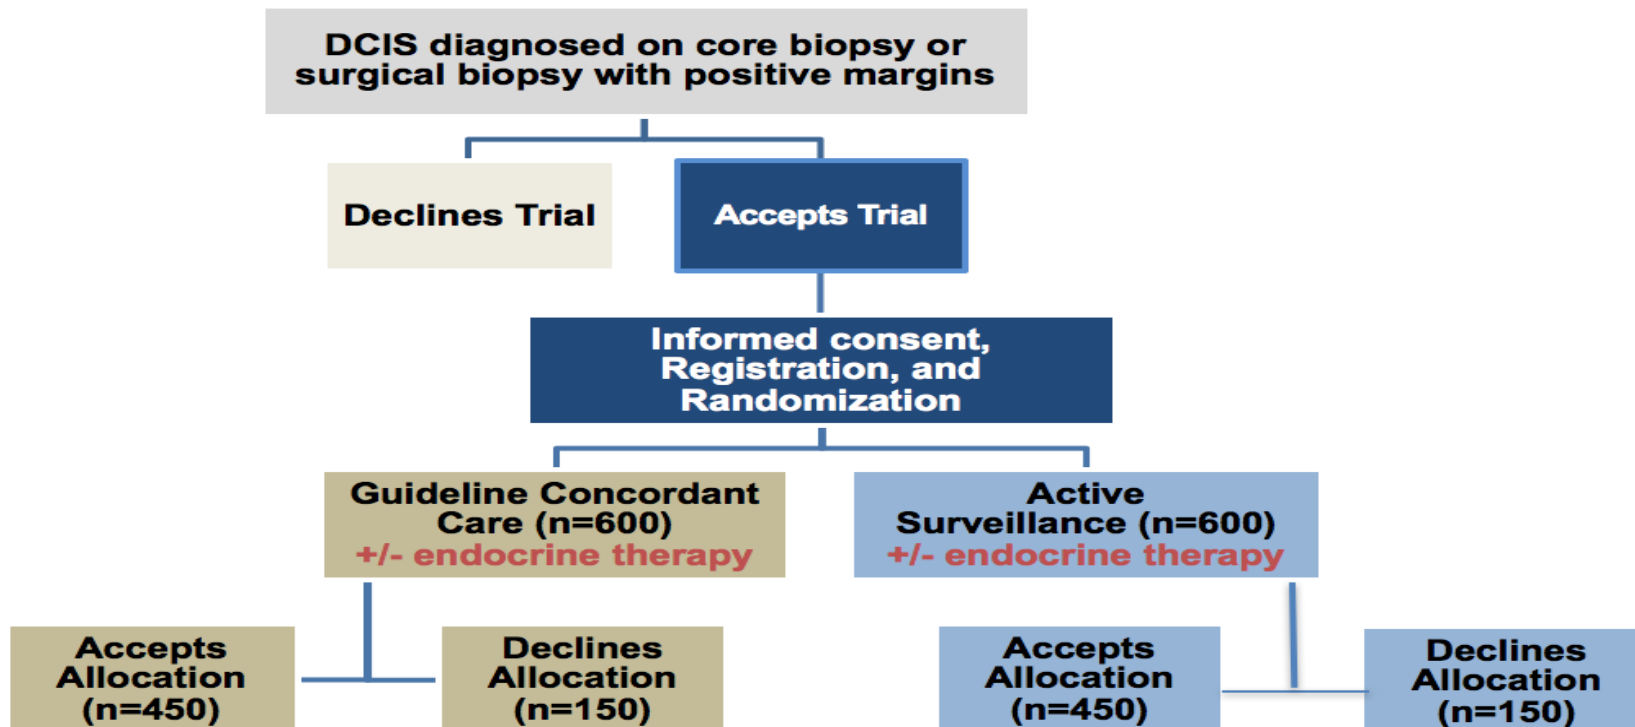 DCIS diagnosed on core biopsy or
surgical biopsy with positive margins
Declines Trial
Accepts Trial
Informed consent,
Registration, and
Randomization
Guideline Concordant
Care (n=600)
+/- endocrine therapy
Active
Surveillance (n=600)
+/- endocrine therapy
Accepts
Allocation
(n=450)
Declines
Allocation
(n=150)
Accepts
Allocation
(n=450)
Declines
Allocation
(n=150)